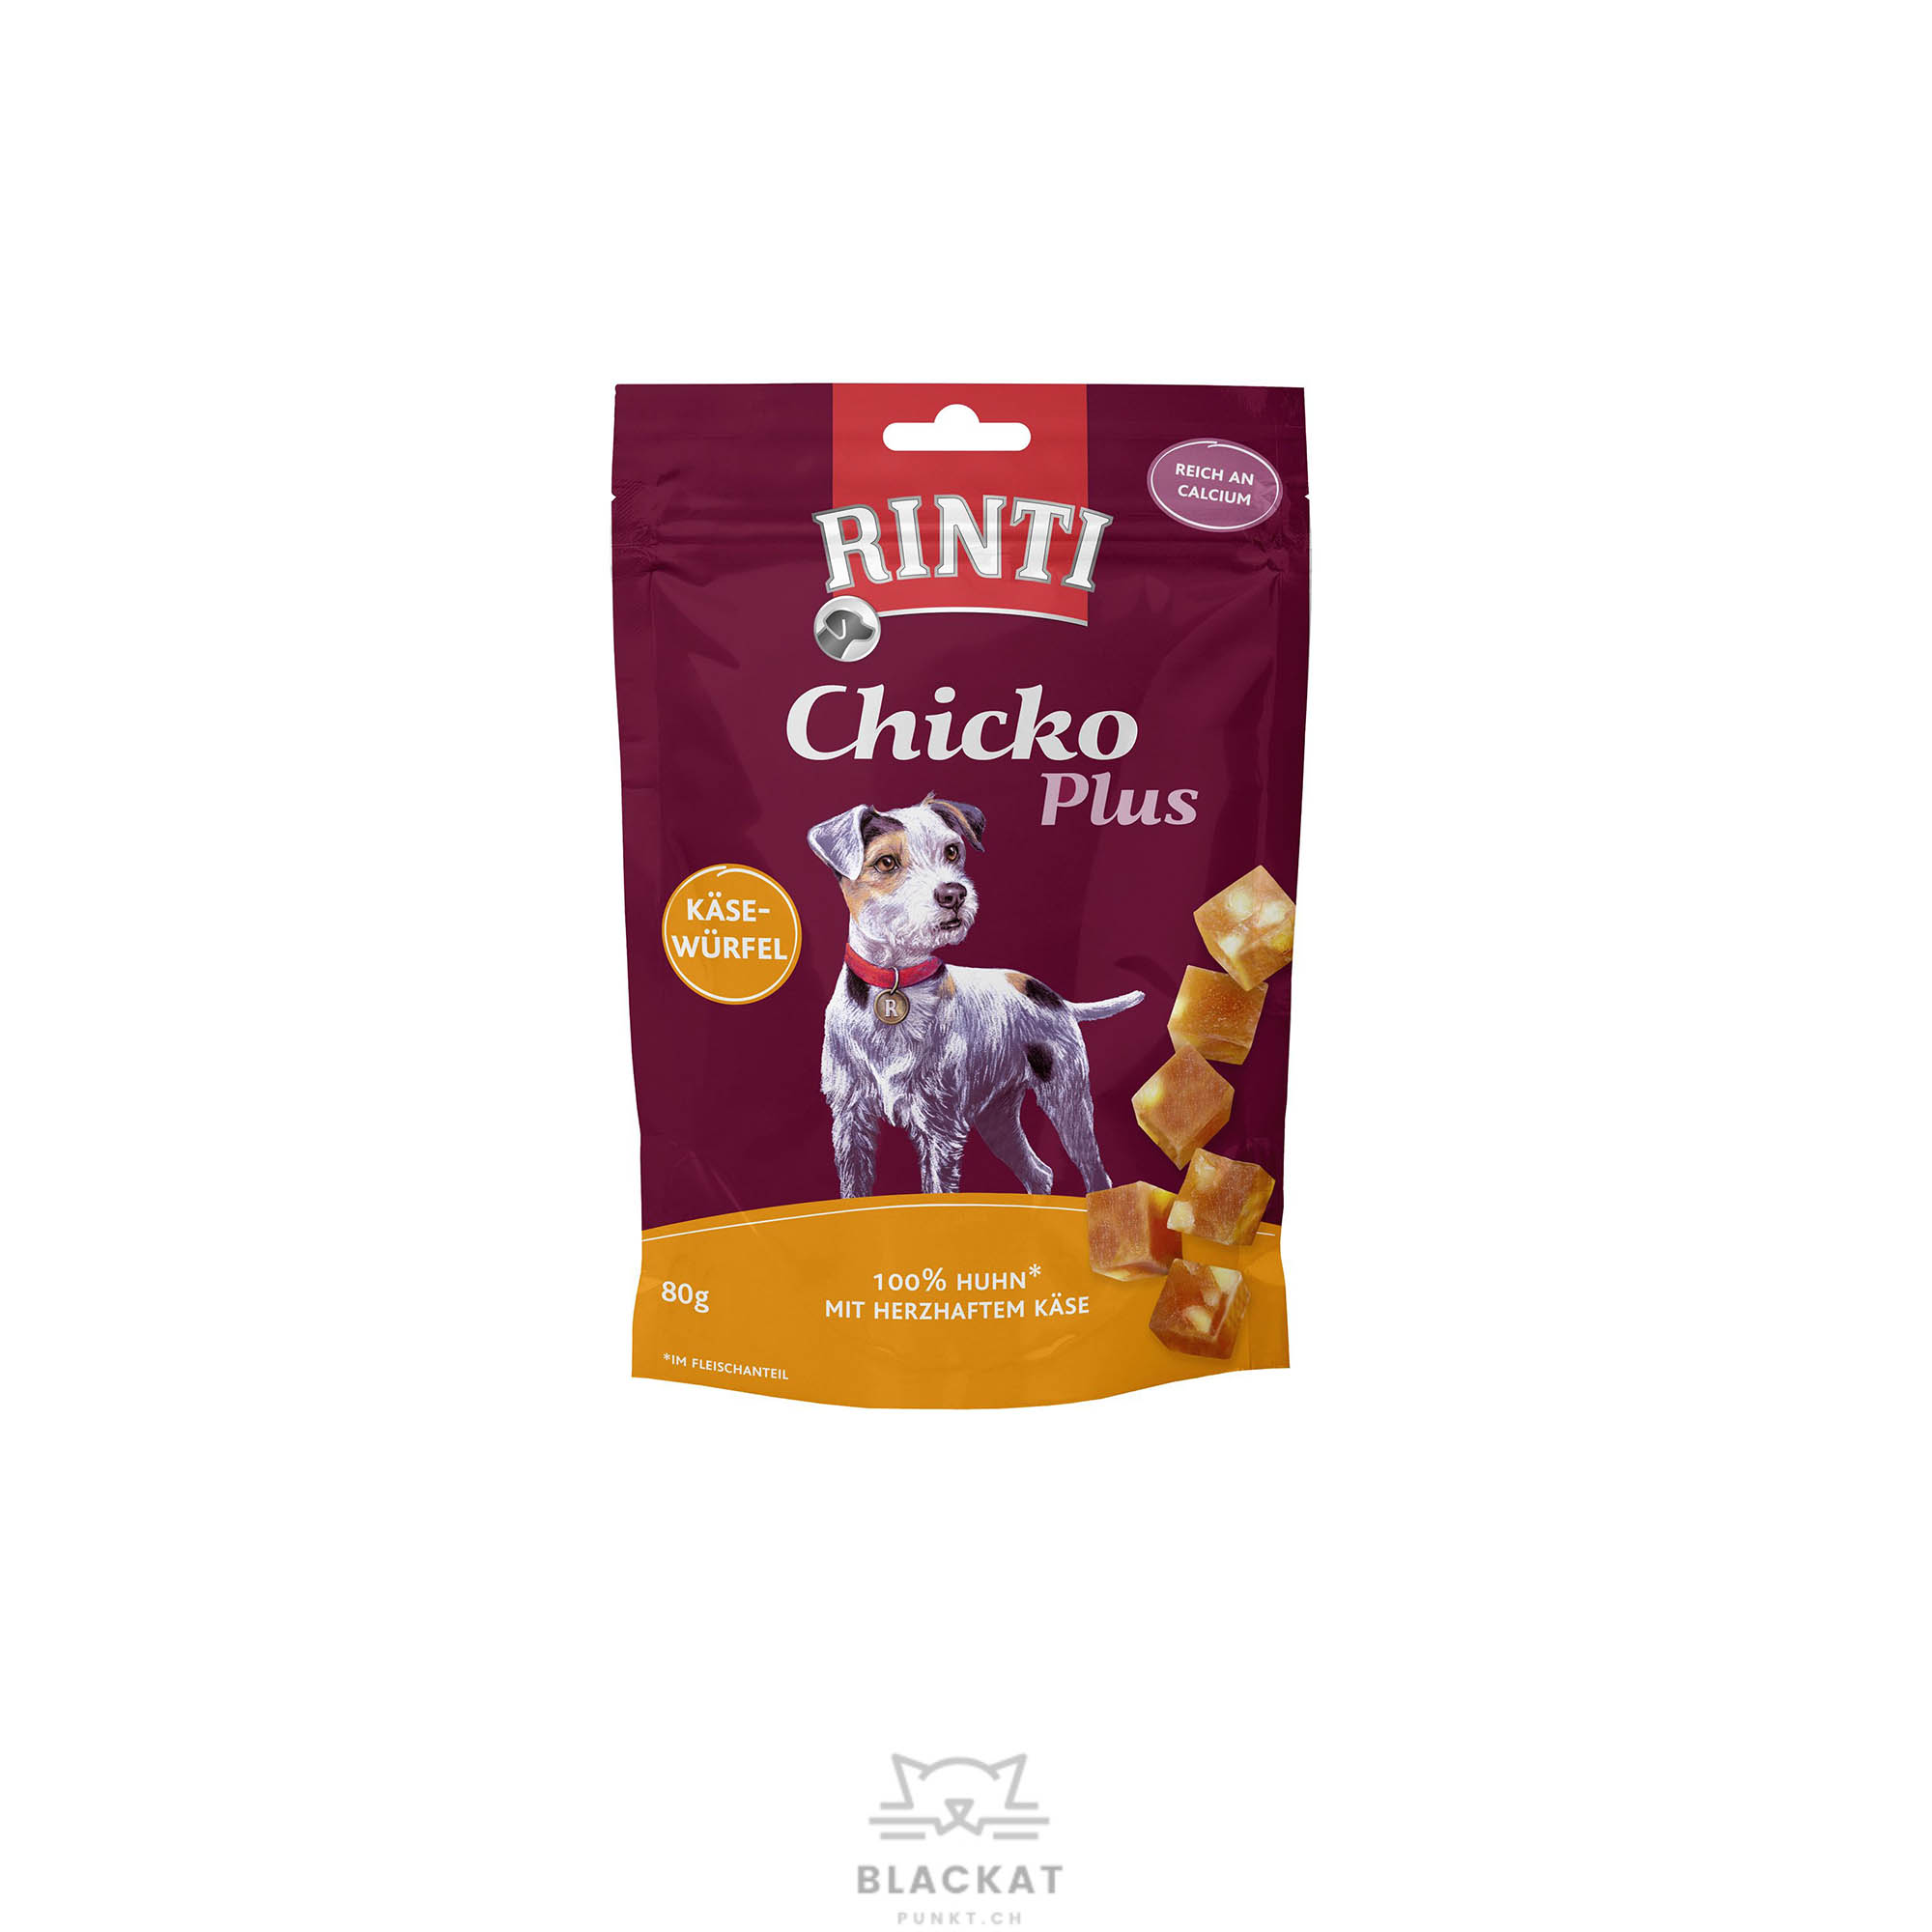 REICH AN
CALCIUM
RINTI
Chicko
Plus
KÄSE-
WÜRFEL
R
100% HUHN*
MIT HERZHAFTEM KÄSE
80g
*IM FLEISCHANTEIL
BLACKAT
PUNKT.CH